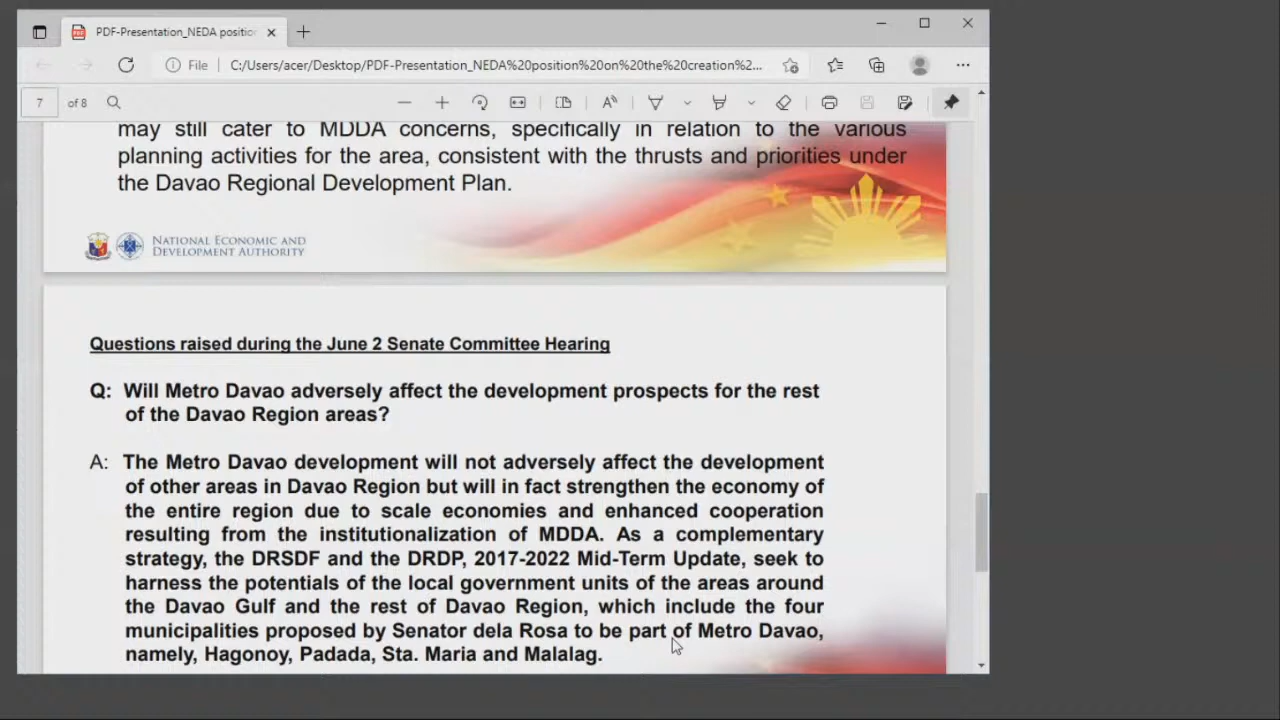 PDF-Presentation_NEDA positio
File
C:/Users/acer/Desktop/PDF-Presentation_NEDA%20position%20on%20the%20creation%2...
7 of 8
may still cater to MDDA concerns, specifically in relation to the various
planning activities for the area, consistent with the thrusts and priorities under
the Davao Regional Development Plan.
NATIONAL ECONOMIC AND
DEVELOPMENT AUTHORITY
Questions raised during the June 2 Senate Committee Hearing
Q: Will Metro Davao adversely affect the development prospects for the rest
of the Davao Region areas?
A: The Metro Davao development will not adversely affect the development
of other areas in Davao Region but will in fact strengthen the economy of
the entire region due to scale economies and enhanced cooperation
resulting from the institutionalization of MDDA. As a complementary
strategy, the DRSDF and the DRDP, 2017-2022 Mid-Term Update, seek to
harness the potentials of the local government units of the areas around
the Davao Gulf and the rest of Davao Region, which include the four
municipalities proposed by Senator dela Rosa to be part of Metro Davao,
namely, Hagonoy, Padada, Sta. Maria and Malalag.